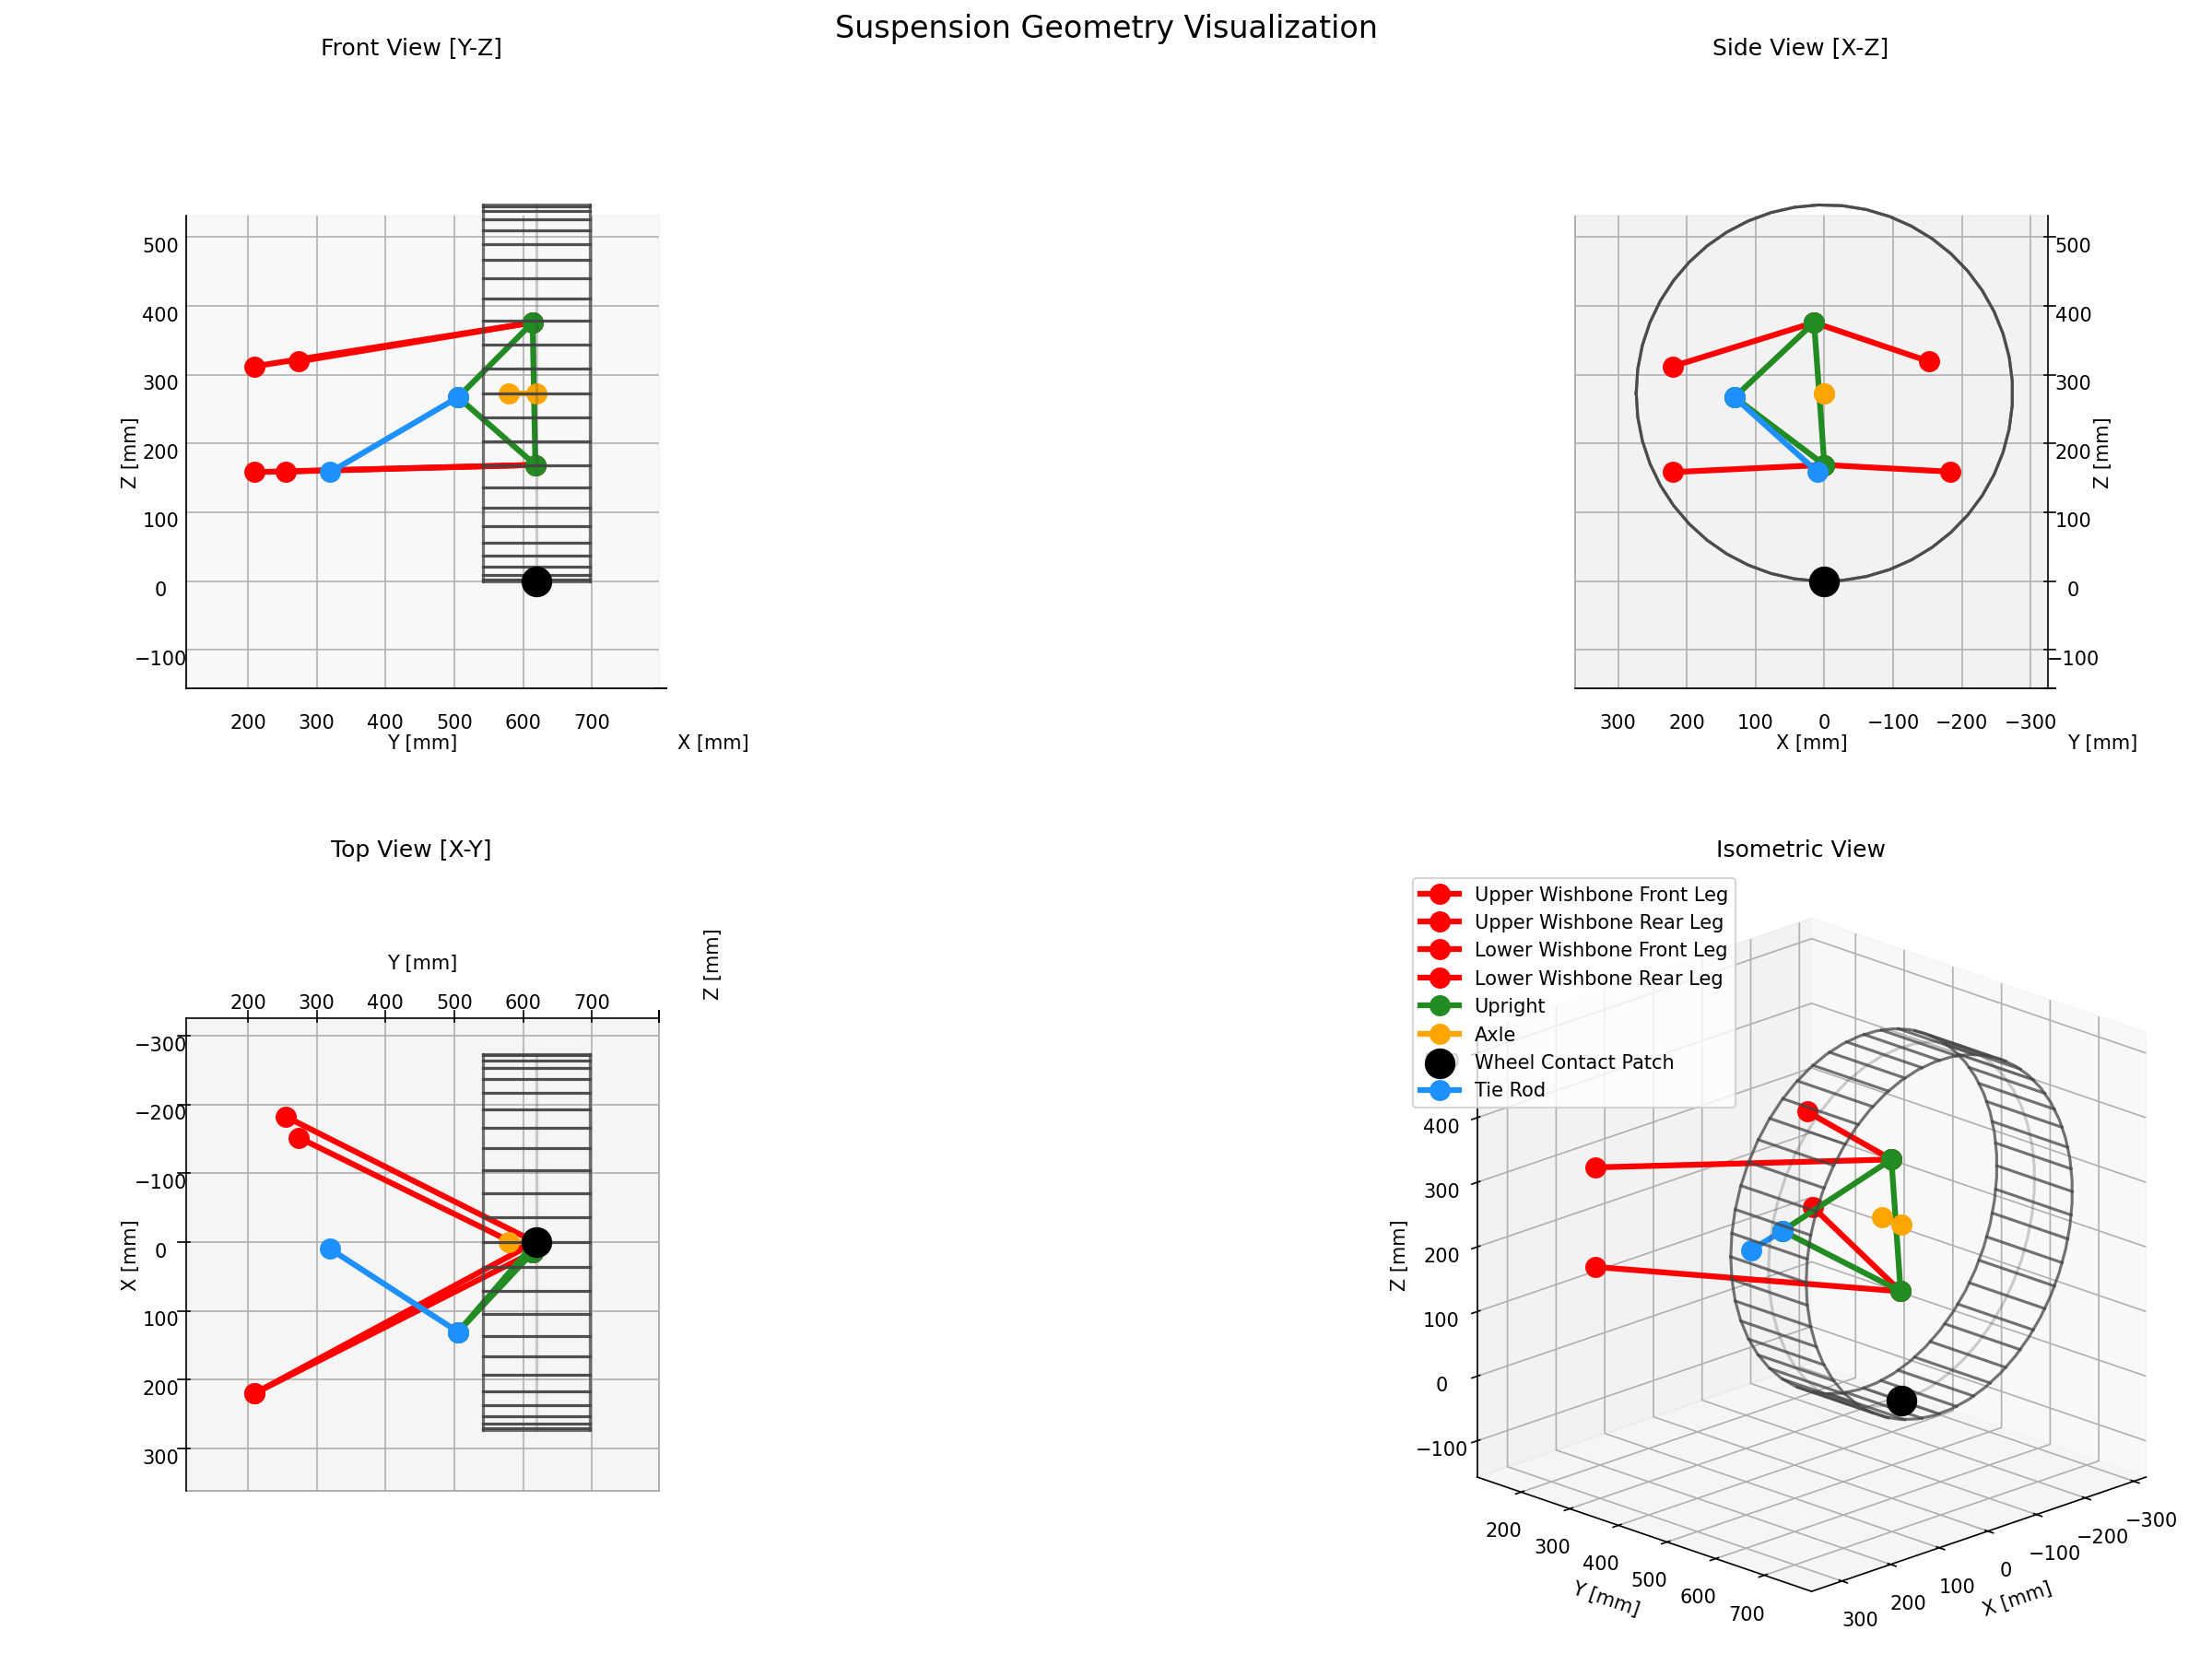 Suspension Geometry Visualization
Front View [Y-Z]
500
400
300
200
100
0
−100
Z [mm]
200 300 400 500 600 700
Y [mm]
X [mm]
Side View [X-Z]
500
400
300
200
100
0
−100
Z [mm]
300 200 100 0 −100 −200 −300
X [mm]
Y [mm]
Top View [X-Y]
Y [mm]
Z [mm]
200 300 400 500 600 700
−300
−200
−100
0
100
200
300
X [mm]
Isometric View
Upper Wishbone Front Leg
Upper Wishbone Rear Leg
Lower Wishbone Front Leg
Lower Wishbone Rear Leg
Upright
Axle
Wheel Contact Patch
Tie Rod
400
300
200
100
0
−100
Z [mm]
200 300 400 500 600 700
Y [mm]
300 200 100 0 −100 −200 −300
X [mm]